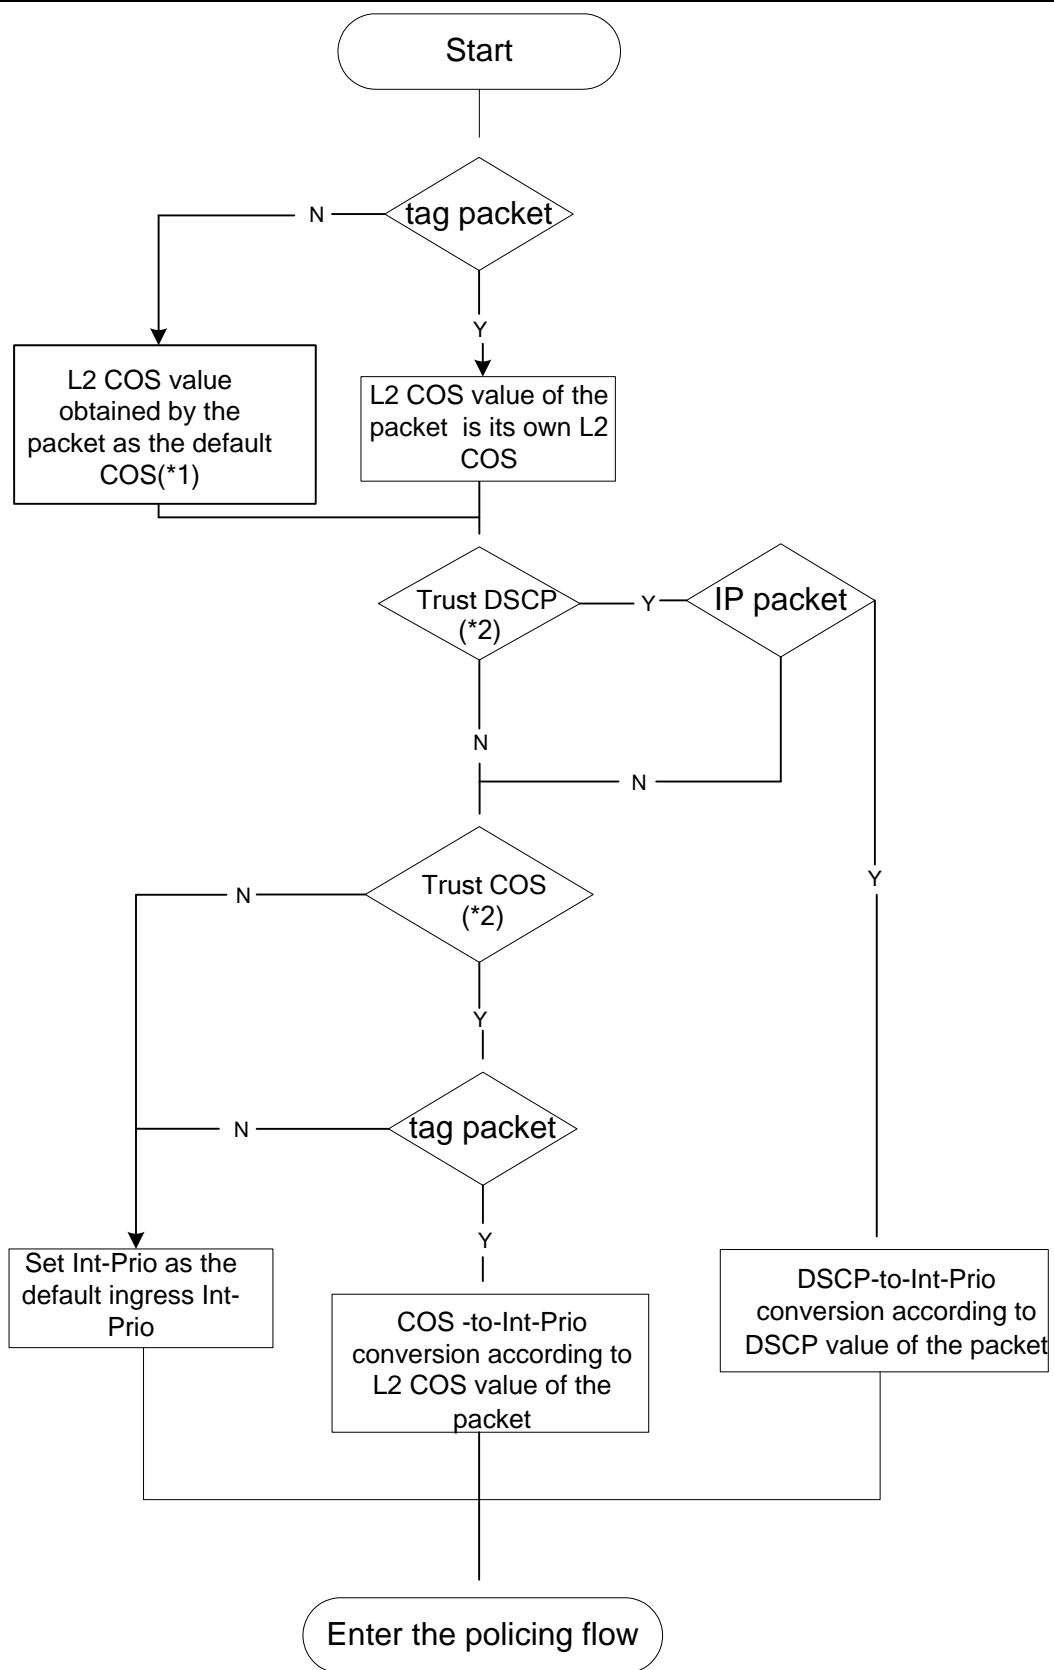 Start
tag packet
N
Y
L2 COS value
obtained by the
packet as the default
COS(*1)
L2 COS value of the
packet is its own L2
COS
Trust DSCP
(*2)
Y
IP packet
N
N
Y
Trust COS
(*2)
N
Y
tag packet
N
Y
Set Int-Prio as the
default ingress Int-
Prio
COS -to-Int-Prio
conversion according to
L2 COS value of the
packet
DSCP-to-Int-Prio
conversion according to
DSCP value of the packet
Enter the policing flow